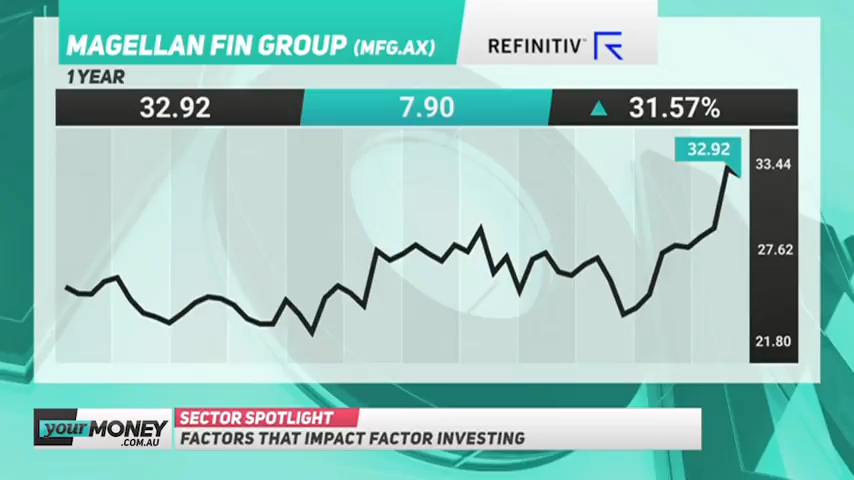 MAGELLAN FIN GROUP (MFG.AX)
REFINITIV™
1 YEAR
32.92
7.90
31.57%
32.92
33.44
27.62
21.80
yourMONEY
.COM.AU
SECTOR SPOTLIGHT
FACTORS THAT IMPACT FACTOR INVESTING